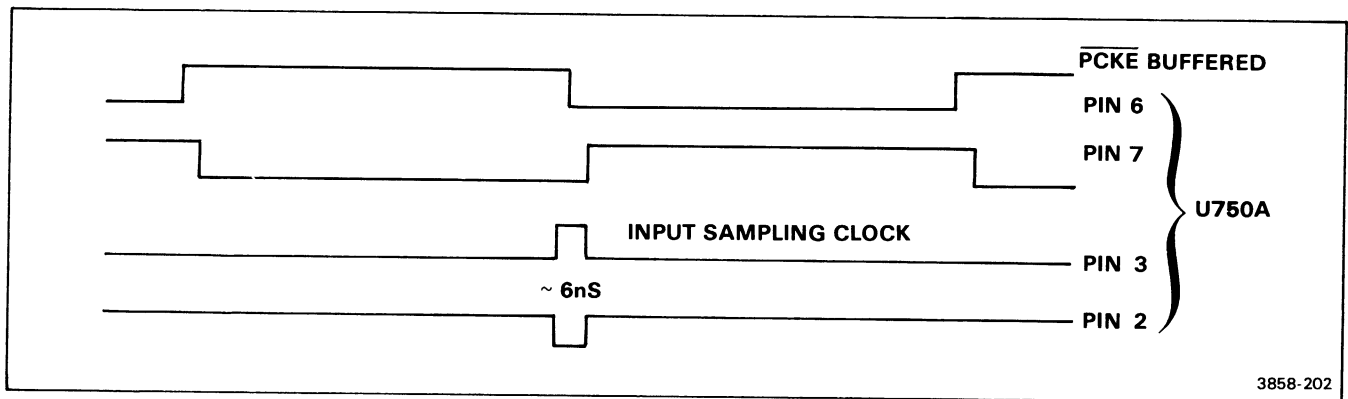 PCKE BUFFERED
PIN 6
PIN 7
U750A
INPUT SAMPLING CLOCK
PIN 3
~ 6nS
PIN 2
3858-202